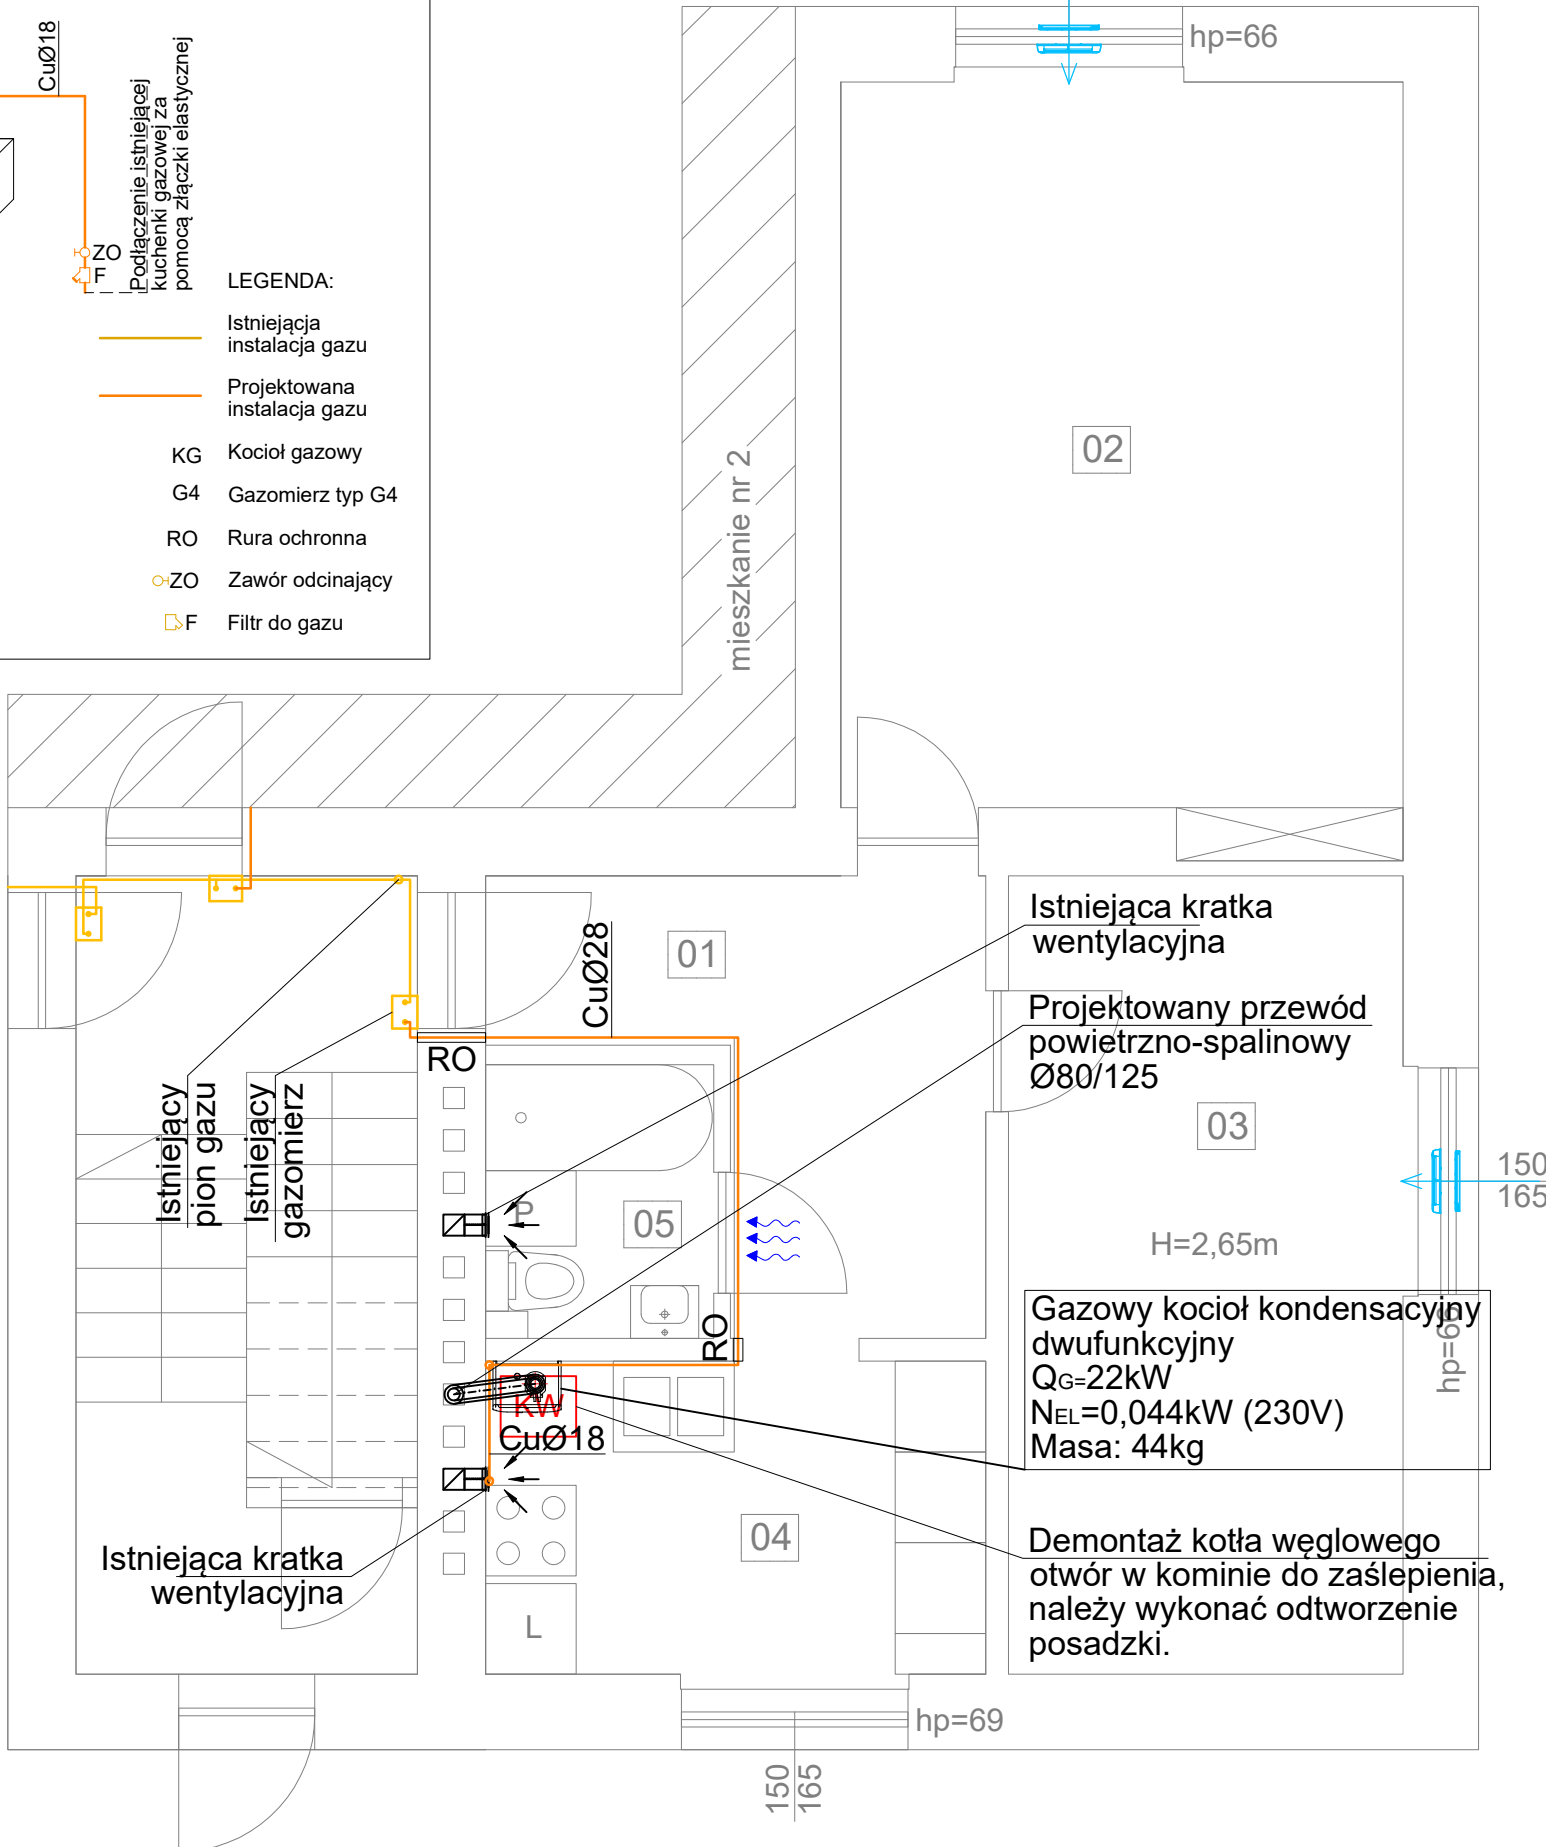 CuØ18
Podłączenie istniejącej
kuchenki gazowej za
pomocą złączki elastycznej
ZO
F
LEGENDA:
Istniejącja
instalacja gazu
Projektowana
instalacja gazu
KG Kocioł gazowy
G4 Gazomierz typ G4
RO Rura ochronna
ZO Zawór odcinający
F Filtr do gazu
hp=66
02
mieszkanie nr 2
01
CuØ28
RO
Istniejąca kratka
wentylacyjna
Projektowany przewód
powietrzno-spalinowy
Ø80/125
03
150
165
H=2,65m
hp=66
Istniejący
pion gazu
Istniejący
gazomierz
P
05
RO
Gazowy kocioł kondensacyjny
dwufunkcyjny
QG=22kW
NEL=0,044kW (230V)
Masa: 44kg
KW
CuØ18
04
Istniejąca kratka
wentylacyjna
L
Demontaż kotła węglowego
otwór w kominie do zaślepienia,
należy wykonać odtworzenie
posadzki.
hp=69
150
165